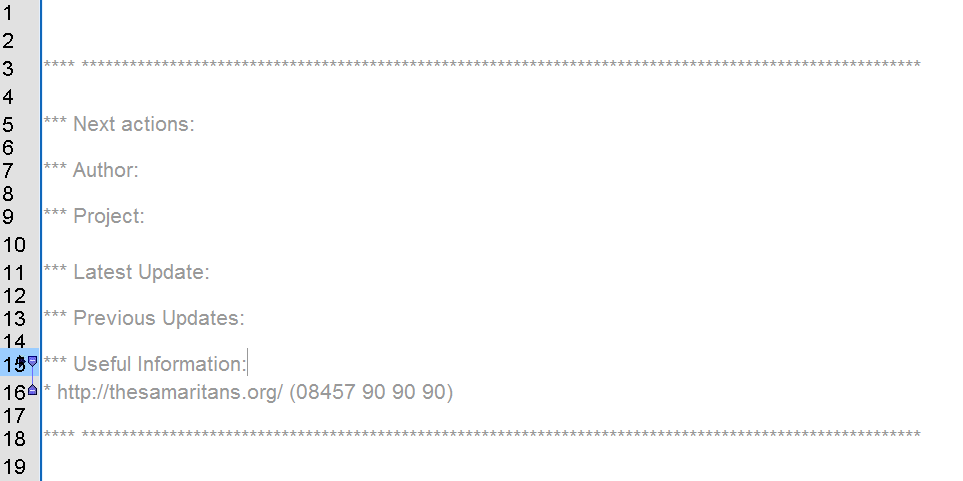 1
2
3 **** *********************************************************************************************************
4
5 *** Next actions:
6
7 *** Author:
8
9 *** Project:
10
11 *** Latest Update:
12
13 *** Previous Updates:
14
15 *** Useful Information:
16 * http://thesamaritans.org/ (08457 90 90 90)
17
18 **** *********************************************************************************************************
19